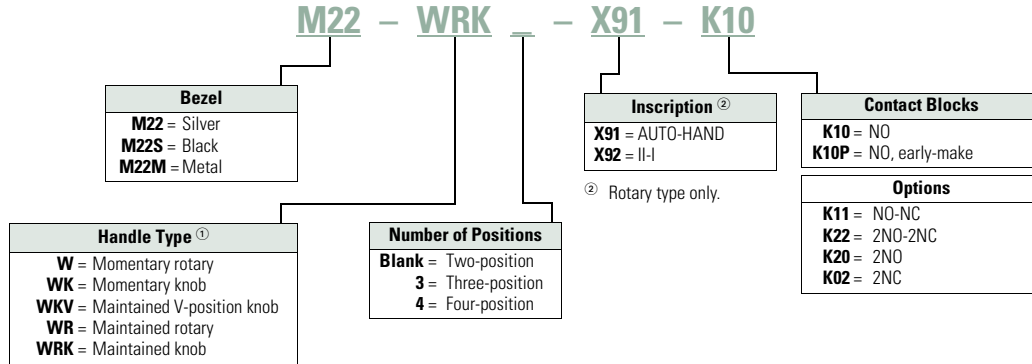 M22 – WRK _ – X91 – K10
Bezel
M22 = Silver
M22S = Black
M22M = Metal
Inscription ②
X91 = AUTO-HAND
X92 = II-I
② Rotary type only.
Contact Blocks
K10 = NO
K10P = NO, early-make
Options
K11 = NO-NC
K22 = 2NO-2NC
K20 = 2NO
K02 = 2NC
Handle Type ①
W = Momentary rotary
WK = Momentary knob
WKV = Maintained V-position knob
WR = Maintained rotary
WRK = Maintained knob
Number of Positions
Blank = Two-position
3 = Three-position
4 = Four-position